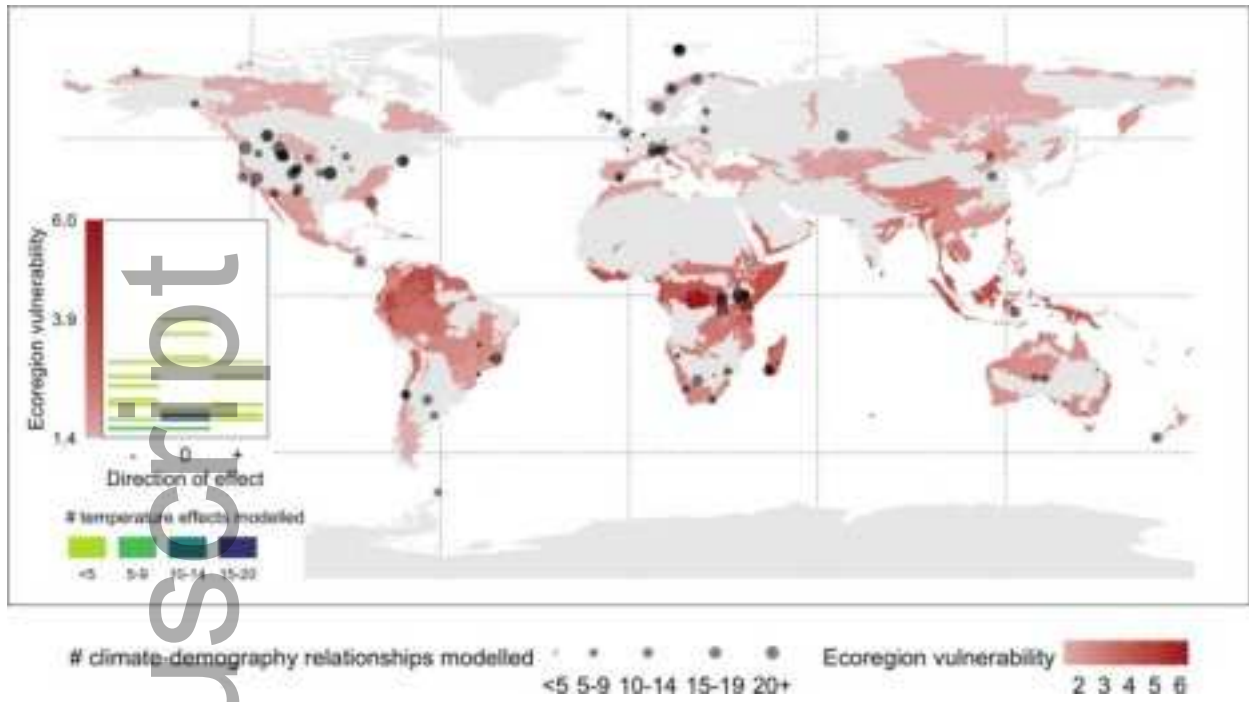 6.0
3.9
1.4
Ecoregion vulnerability
- 0 +
Direction of effect
# temperature effects modelled
<5 5-9 10-14 15-20
uscript
# climate-demography relationships modelled
<5 5-9 10-14 15-19 20+
Ecoregion vulnerability
2 3 4 5 6